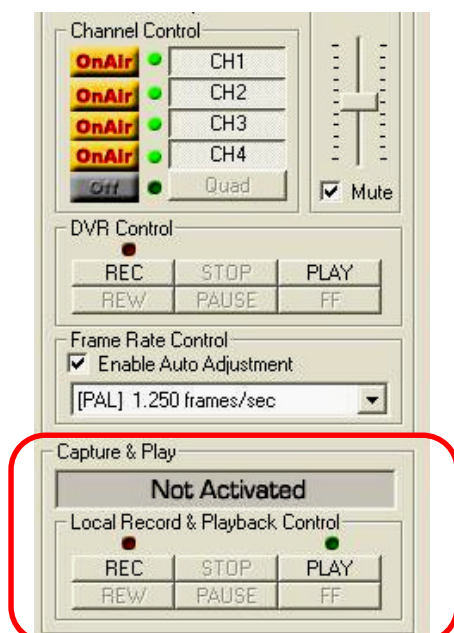 Channel Control
OnAir CH1
OnAir CH2
OnAir CH3
OnAir CH4
Off Quad
Mute
DVR Control
REC STOP PLAY
REW PAUSE FF
Frame Rate Control
Enable Auto Adjustment
[PAL] 1.250 frames/sec
Capture & Play
Not Activated
Local Record & Playback Control
REC STOP PLAY
REW PAUSE FF